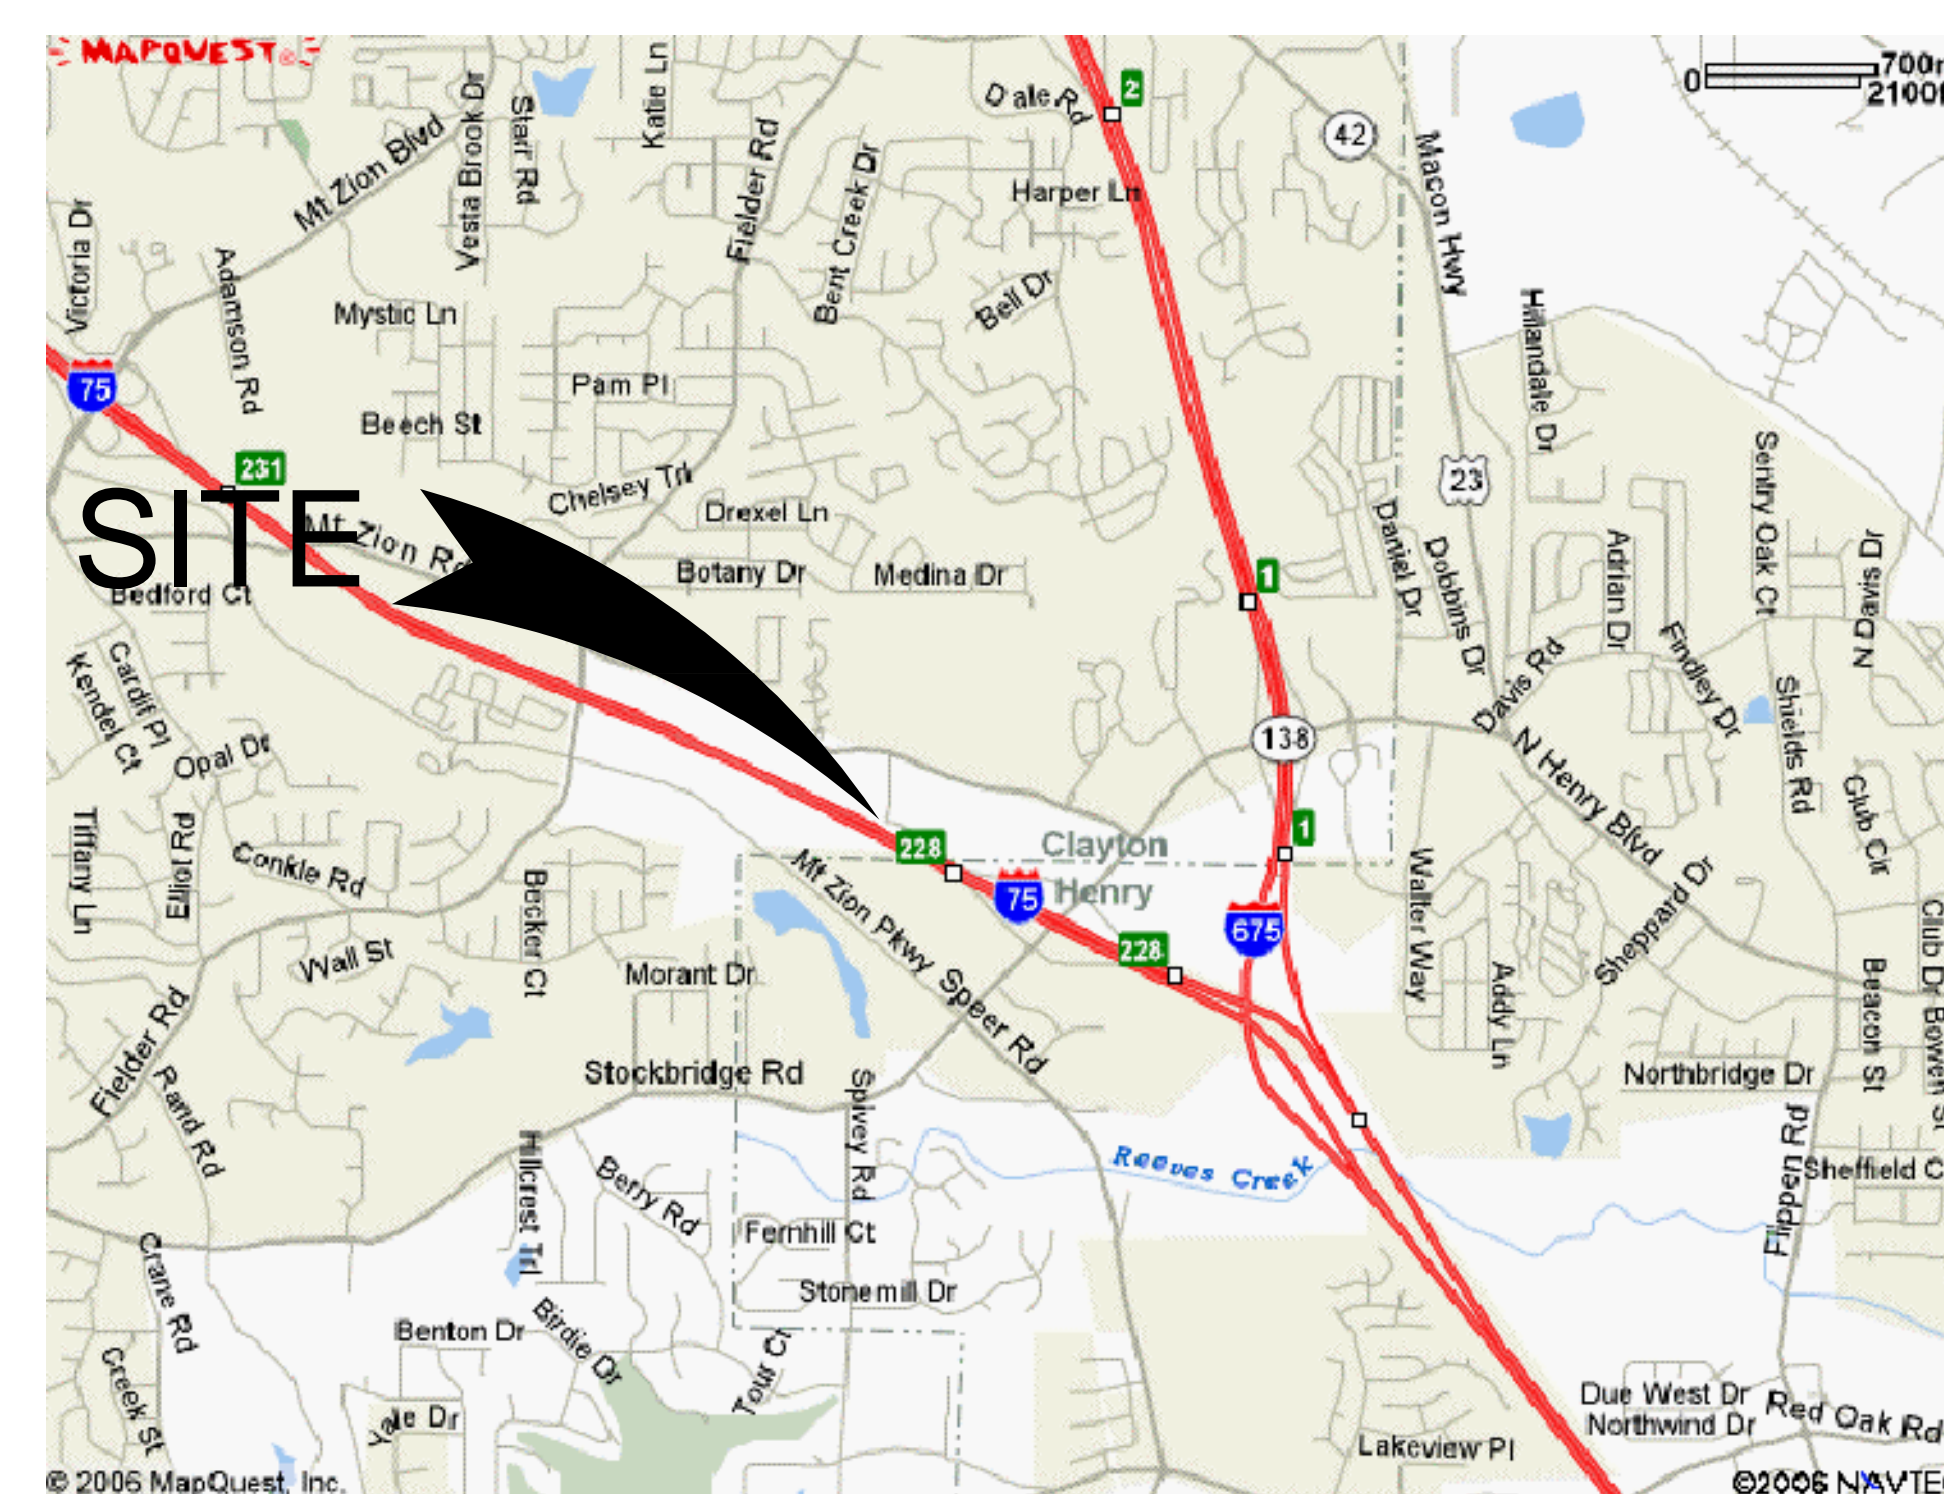 MAPQUEST®
0
700m
2100f
2
Dale Rd
42
Katie Ln
Starr Rd
Vesta Brook Dr
Mt Zion Blvd
Fielder Rd
Bent Creek Dr
Harper Ln
Macon Hwy
Victoria Dr
Adamson Rd
Mystic Ln
Bell Dr
Hillandale Dr
75
Pam Pl
Beech St
231
SITE
Mt Zion Rd
Chelsey Trl
Drexel Ln
23
Sentry Oak Ct
Bedford Ct
Botany Dr
Medina Dr
1
Daniel Dr
Dobbins Dr
Adrian Dr
N Davis Dr
Cardif Pl
Kendel Ct
Opal Dr
138
Davis Rd
Findley Dr
Shields Rd
N Henry Blvd
Tiffany Ln
Elliot Rd
Conkle Rd
Becker Ct
228
Clayton
Henry
1
Club Cir
Mt Zion Pkwy
75
675
Walter Way
Sheppard Dr
Wall St
Morant Dr
Speer Rd
228
Addy Ln
Beacon St
Club Dr
Bowen St
Fielder Rd
Rand Rd
Stockbridge Rd
Spivey Rd
Northbridge Dr
Hillcrest Trl
Berry Rd
Reeves Creek
Flippen Rd
Sheffield C
Fernhill Ct
Crane Rd
Stonemill Dr
Benton Dr
Birdie Dr
Tour Ct
Creek St
Yale Dr
Due West Dr
Northwind Dr
Red Oak Rd
Lakeview Pl
© 2006 MapQuest, Inc.
©2006 NAVTE